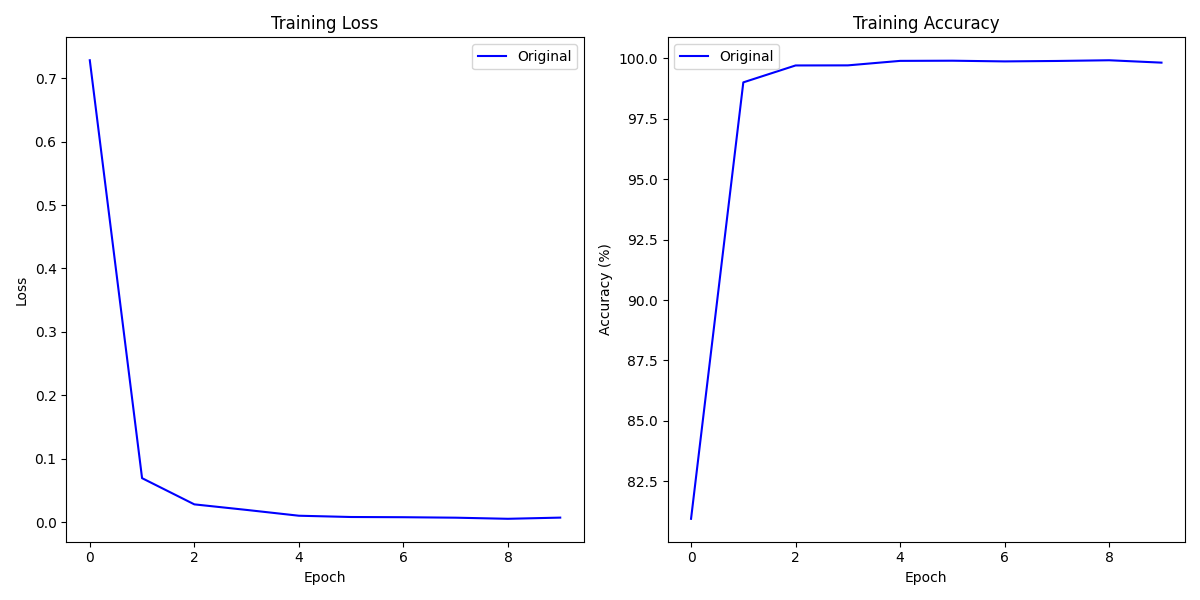 Training Loss
Original
0.7
0.6
0.5
0.4
0.3
0.2
0.1
0.0
Loss
0 2 4 6 8
Epoch
Training Accuracy
Original
100.0
97.5
95.0
92.5
90.0
87.5
85.0
82.5
Accuracy (%)
0 2 4 6 8
Epoch